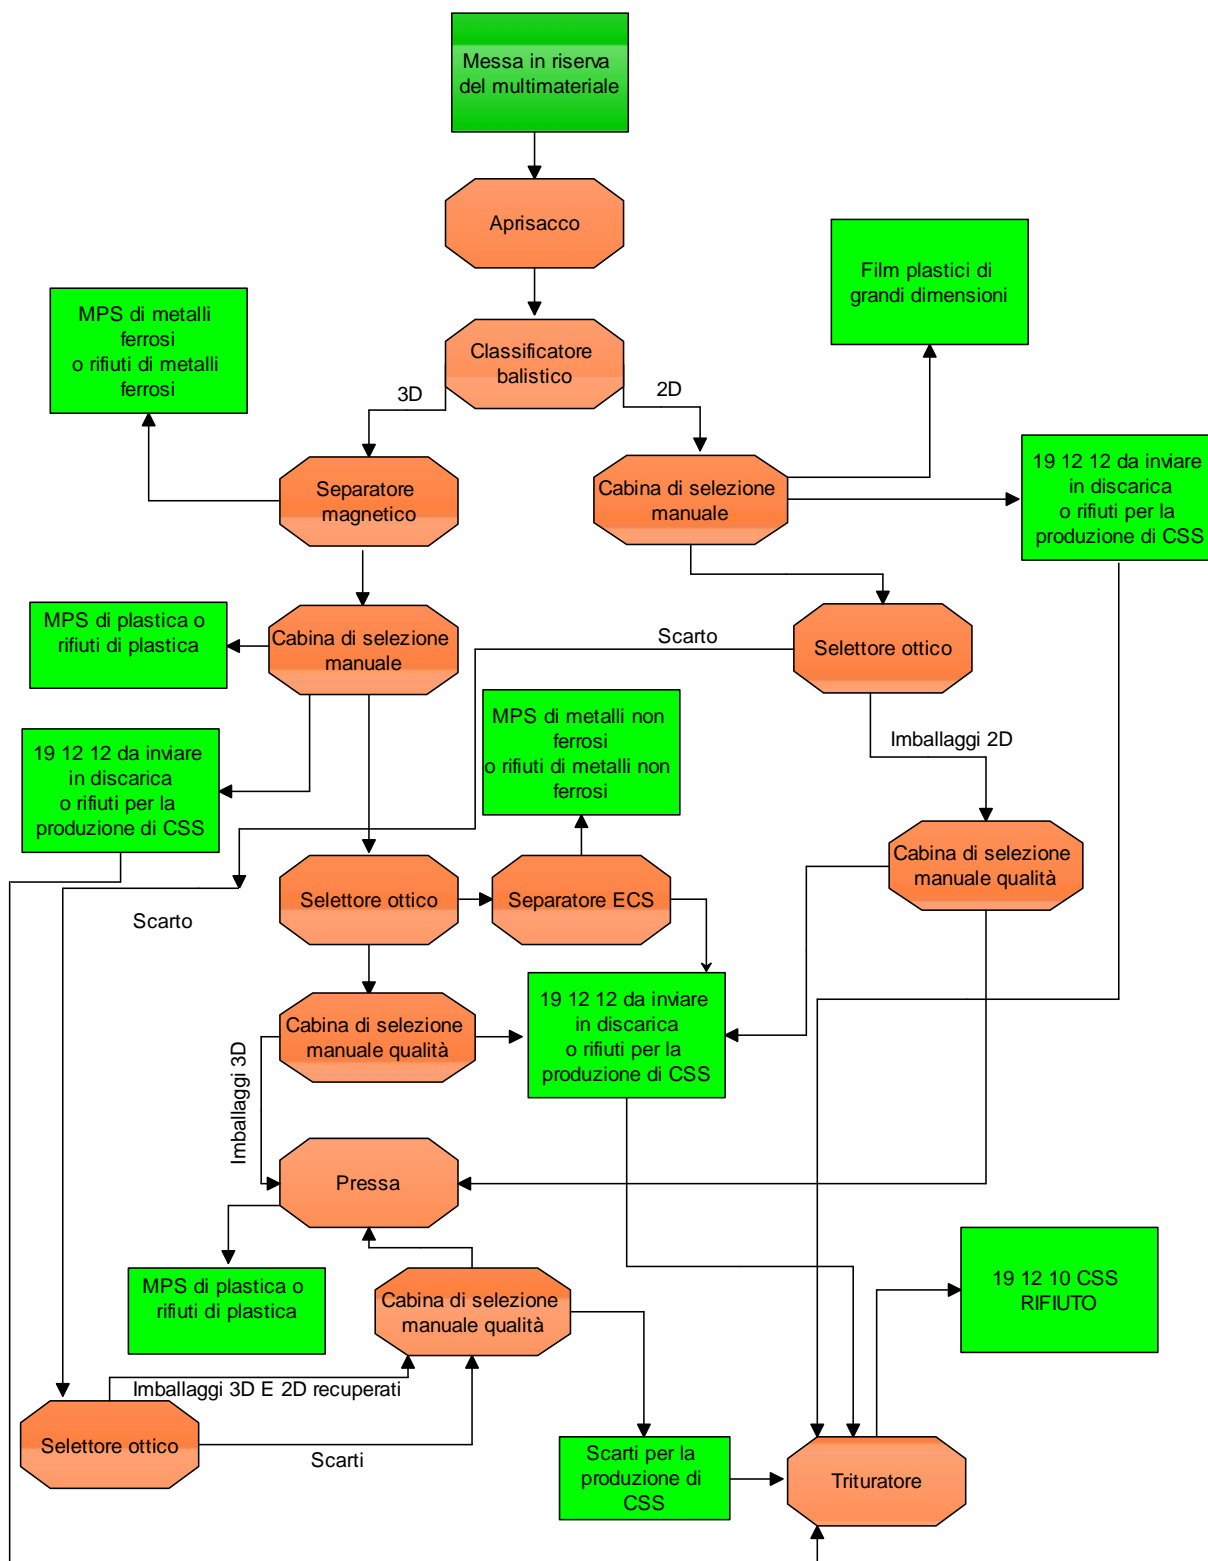 Messa in riserva
del multimateriale
Aprisacco
Film plastici di
grandi dimensioni
MPS di metalli
ferrosi
o rifiuti di metalli
ferrosi
Classificatore
balistico
3D
2D
Separatore
magnetico
Cabina di selezione
manuale
19 12 12 da inviare
in discarica
o rifiuti per la
produzione di CSS
MPS di plastica o
rifiuti di plastica
Cabina di selezione
manuale
Scarto
Selettore ottico
MPS di metalli non
ferrosi
o rifiuti di metalli non
ferrosi
Imballaggi 2D
19 12 12 da inviare
in discarica
o rifiuti per la
produzione di CSS
Cabina di selezione
manuale qualità
Selettore ottico
Separatore ECS
Scarto
19 12 12 da inviare
in discarica
o rifiuti per la
produzione di CSS
Cabina di selezione
manuale qualità
Imballaggi 3D
Pressa
MPS di plastica o
rifiuti di plastica
Cabina di selezione
manuale qualità
19 12 10 CSS
RIFIUTO
Imballaggi 3D E 2D recuperati
Selettore ottico
Scarti
Scarti per la
produzione di
CSS
Trituratore